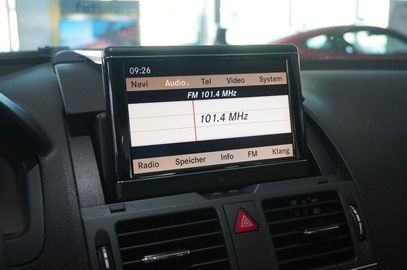 09:26
Navi Audio Tel Video System
FM 101.4 MHz
101.4 MHz
Radio Speicher Info FM Klang